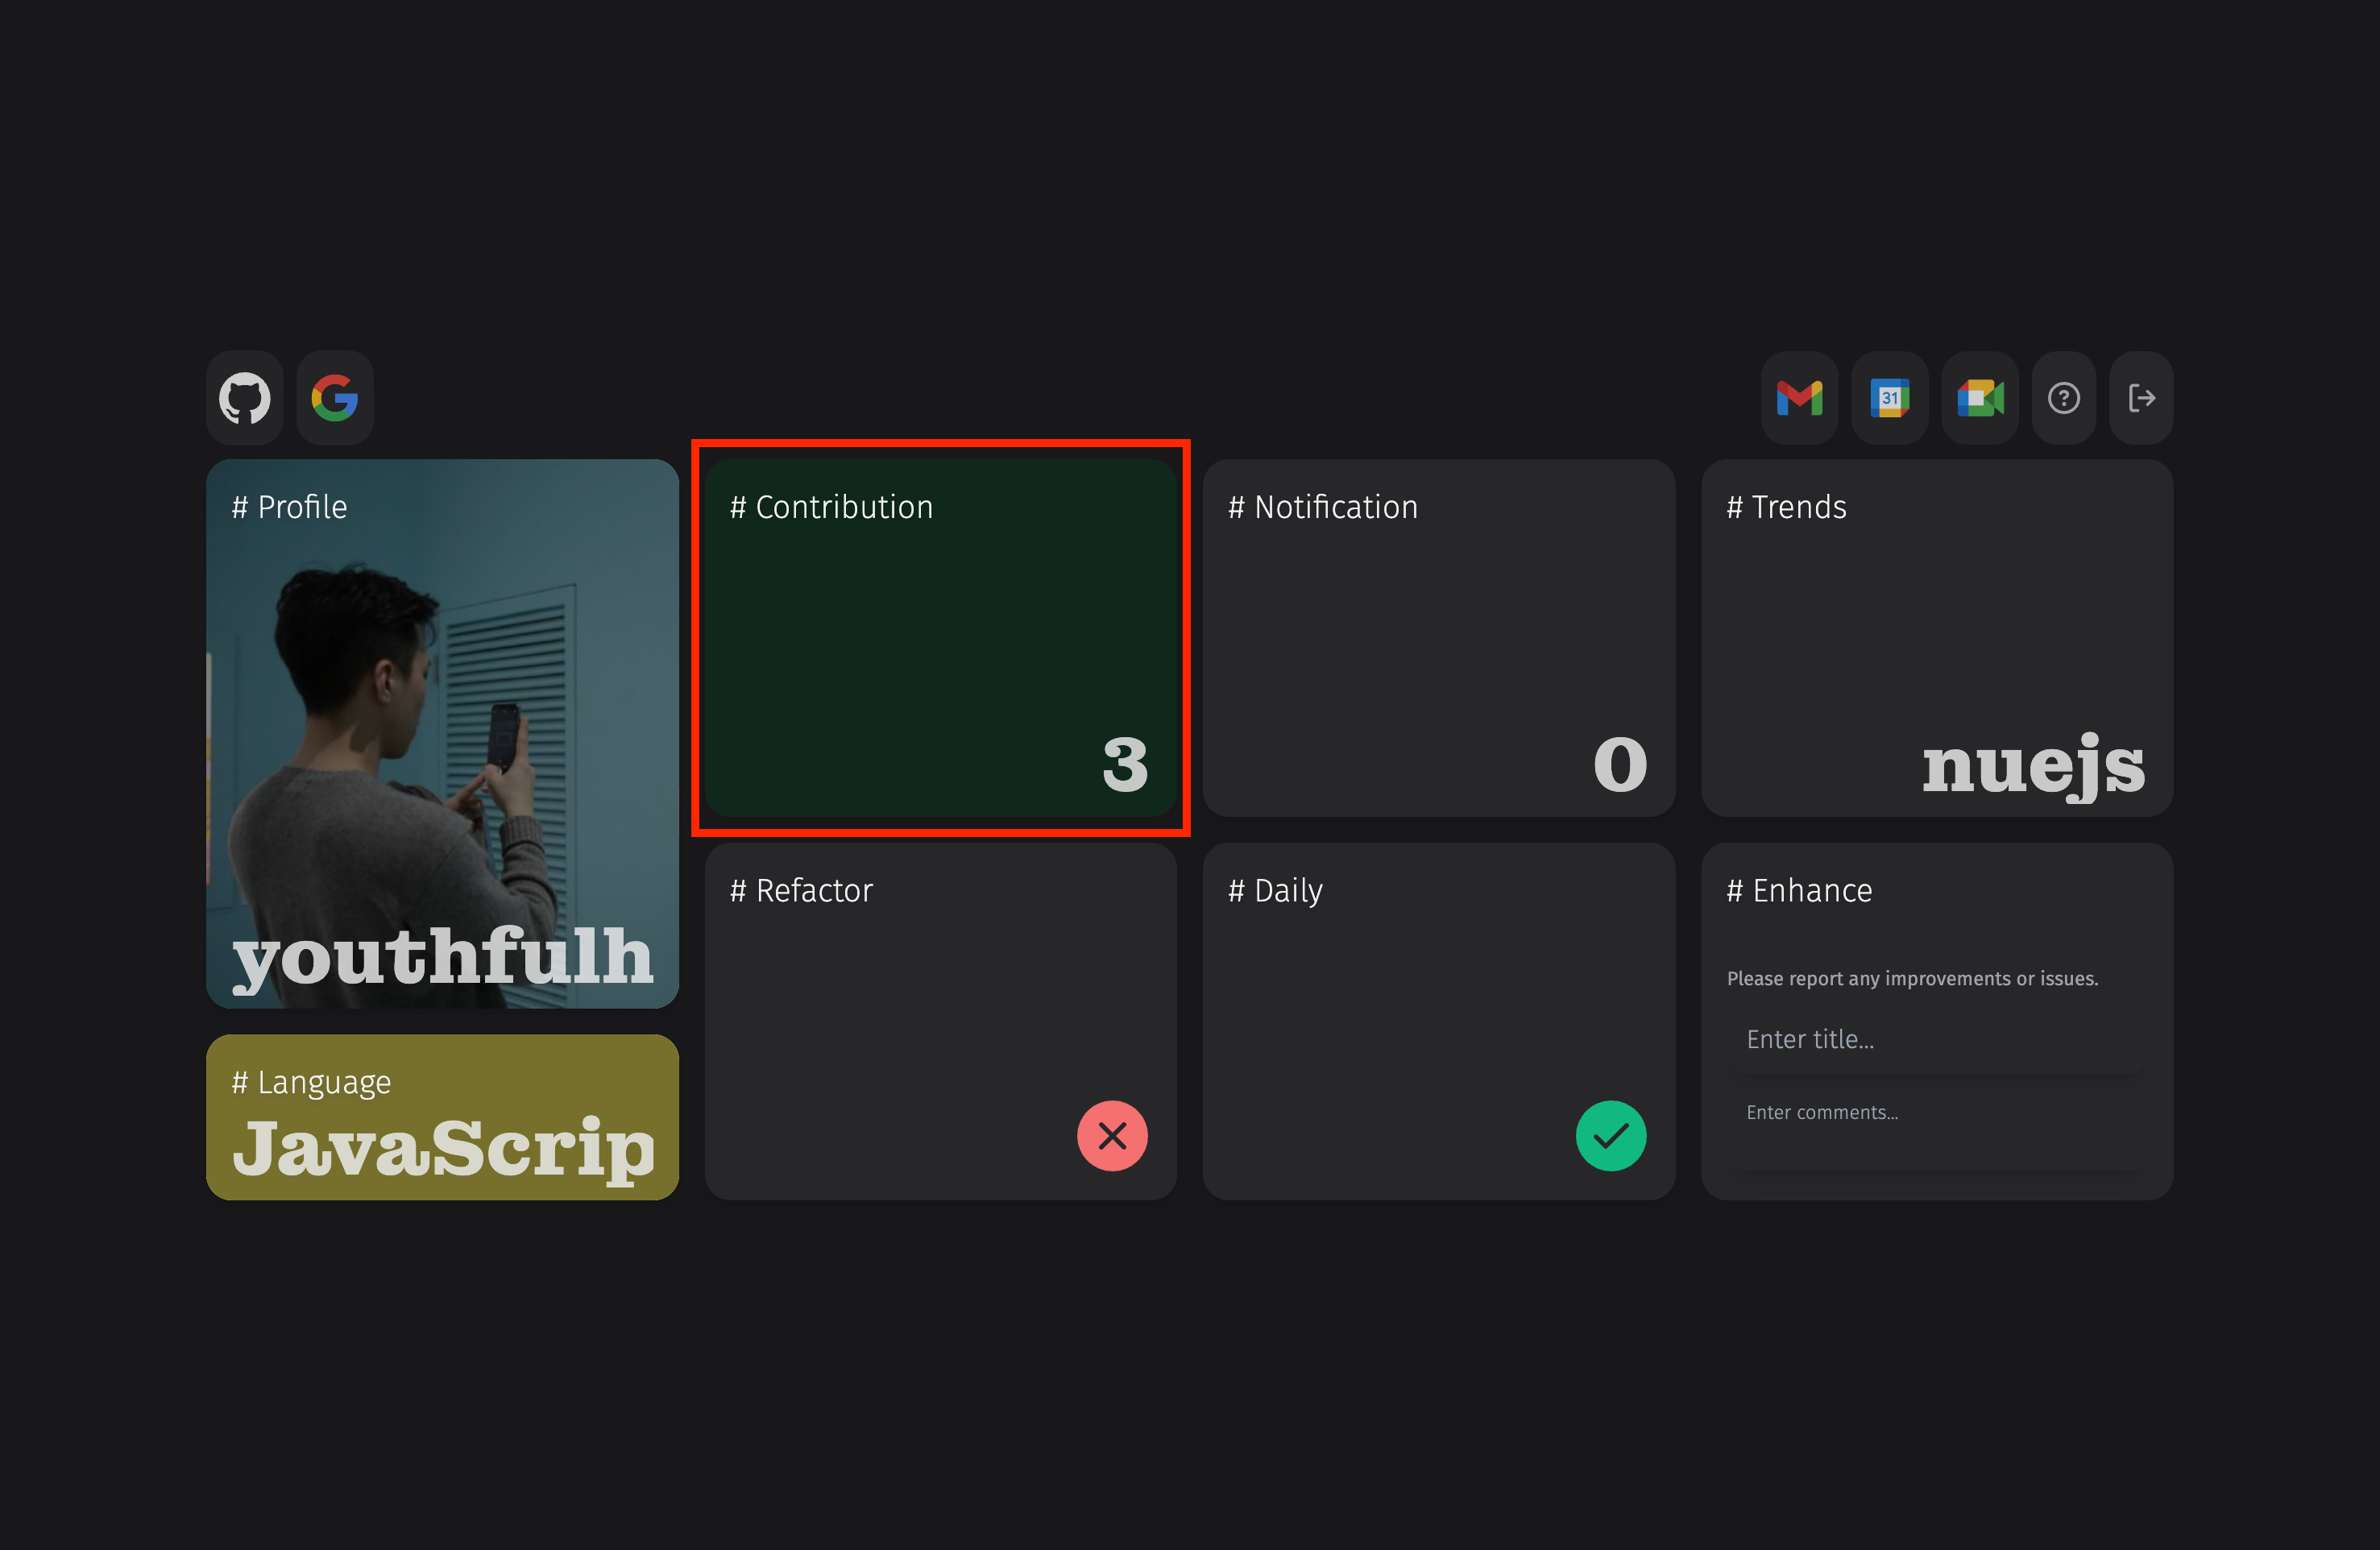 31
# Profile
youthfulh
# Language
JavaScrip
# Contribution
3
# Notification
0
# Trends
nuejs
# Refactor
# Daily
# Enhance
Please report any improvements or issues.
Enter title...
Enter comments...